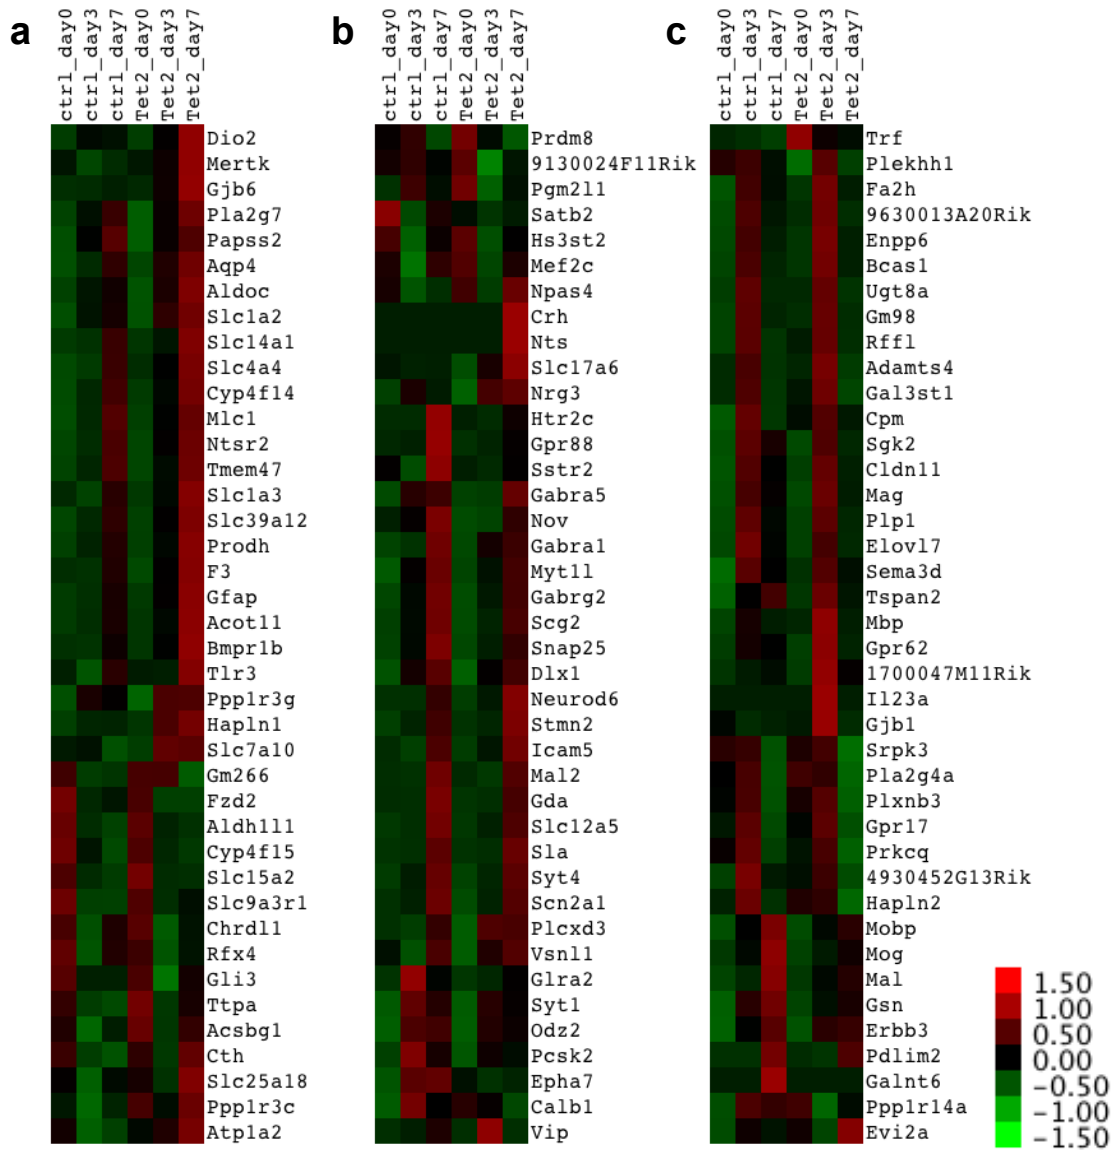 a
ctrl_day0
ctrl_day3
ctrl_day7
Tet2_day0
Tet2_day3
Tet2_day7
Dio2
Mertk
Gjb6
Pla2g7
Papss2
Aqp4
Aldoc
Slc1a2
Slc14a1
Slc4a4
Cyp4f14
Mlc1
Ntsr2
Tmem47
Slc1a3
Slc39a12
Prodh
F3
Gfap
Acot11
Bmpr1b
Tlr3
Ppp1r3g
Hapln1
Slc7a10
Gm266
Fzd2
Aldh1l1
Cyp4f15
Slc15a2
Slc9a3r1
Chrdl1
Rfx4
Gli3
Ttpa
Acsbg1
Cth
Slc25a18
Ppp1r3c
Atp1a2
b
ctrl_day0
ctrl_day3
ctrl_day7
Tet2_day0
Tet2_day3
Tet2_day7
Prdm8
9130024F11Rik
Pgm2l1
Satb2
Hs3st2
Mef2c
Npas4
Crh
Nts
Slc17a6
Nrg3
Htr2c
Gpr88
Sstr2
Gabra5
Nov
Gabra1
Myt1l
Gabrg2
Scg2
Snap25
Dlx1
Neurod6
Stmn2
Icam5
Mal2
Gda
Slc12a5
Sla
Syt4
Scn2a1
Plcxd3
Vsnl1
Glra2
Syt1
Odz2
Pcsk2
Epha7
Calb1
Vip
c
ctrl_day0
ctrl_day3
ctrl_day7
Tet2_day0
Tet2_day3
Tet2_day7
Trf
Plekhh1
Fa2h
9630013A20Rik
Enpp6
Bcas1
Ugt8a
Gm98
Rffl
Adamts4
Gal3st1
Cpm
Sgk2
Cldn11
Mag
Plp1
Elovl7
Sema3d
Tspan2
Mbp
Gpr62
1700047M11Rik
Il23a
Gjb1
Srpk3
Pla2g4a
Plxnb3
Gpr17
Prkcq
4930452G13Rik
Hapln2
Mobp
Mog
Mal
Gsn
Erbb3
Pdlim2
Galnt6
Ppp1r14a
Evi2a
1.50
1.00
0.50
0.00
-0.50
-1.00
-1.50